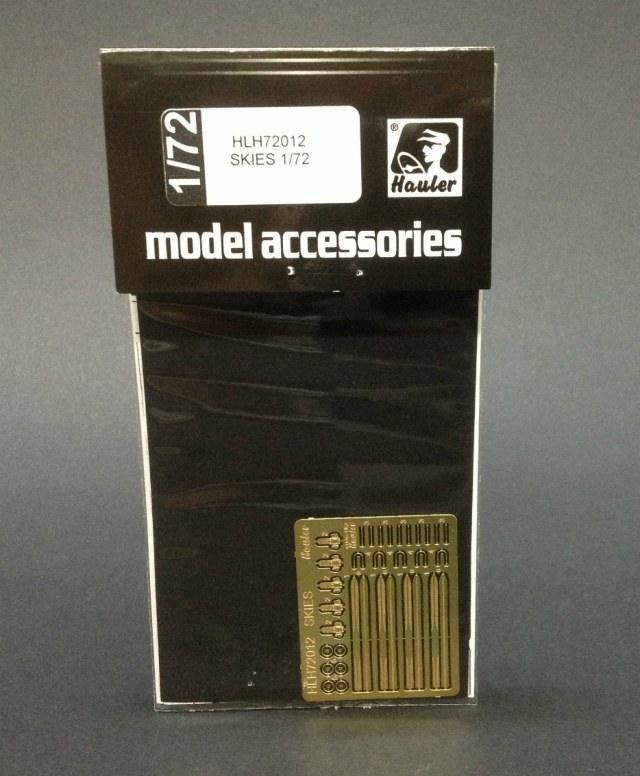 1/72
HLH72012
SKIES 1/72
®
Hauler
model accessories
Hauler
HLH72012 SKIES